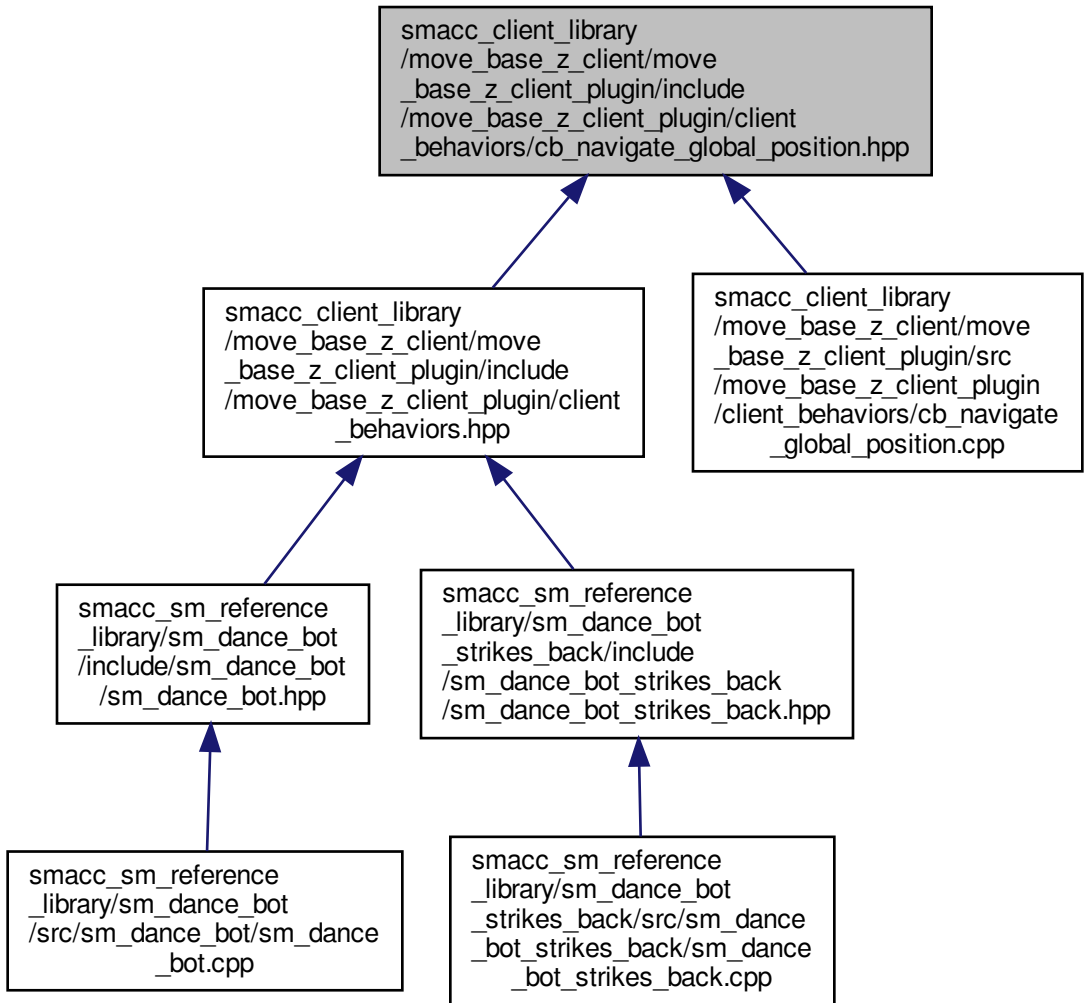 smacc_client_library
/move_base_z_client/move
_base_z_client_plugin/include
/move_base_z_client_plugin/client
_behaviors/cb_navigate_global_position.hpp
smacc_client_library
/move_base_z_client/move
_base_z_client_plugin/include
/move_base_z_client_plugin/client
_behaviors.hpp
smacc_client_library
/move_base_z_client/move
_base_z_client_plugin/src
/move_base_z_client_plugin
/client_behaviors/cb_navigate
_global_position.cpp
smacc_sm_reference
_library/sm_dance_bot
/include/sm_dance_bot
/sm_dance_bot.hpp
smacc_sm_reference
_library/sm_dance_bot
_strikes_back/include
/sm_dance_bot_strikes_back
/sm_dance_bot_strikes_back.hpp
smacc_sm_reference
_library/sm_dance_bot
/src/sm_dance_bot/sm_dance
_bot.cpp
smacc_sm_reference
_library/sm_dance_bot
_strikes_back/src/sm_dance
_bot_strikes_back/sm_dance
_bot_strikes_back.cpp